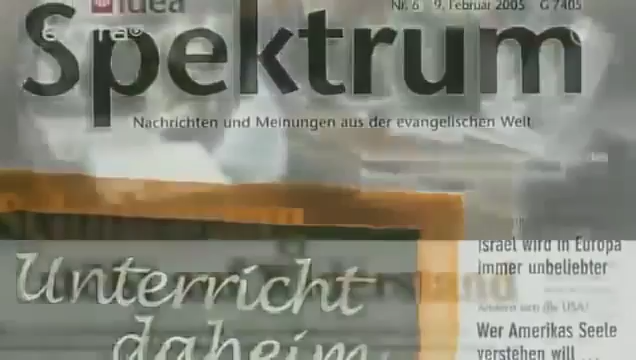 idea
Nr. 6 9. Februar 2005 G 7405
Spektrum
Nachrichten und Meinungen aus der evangelischen Welt
Israel wird in Europa
immer unbeliebter
Unterricht
daheim
Wer Amerikas Seele
verstehen will